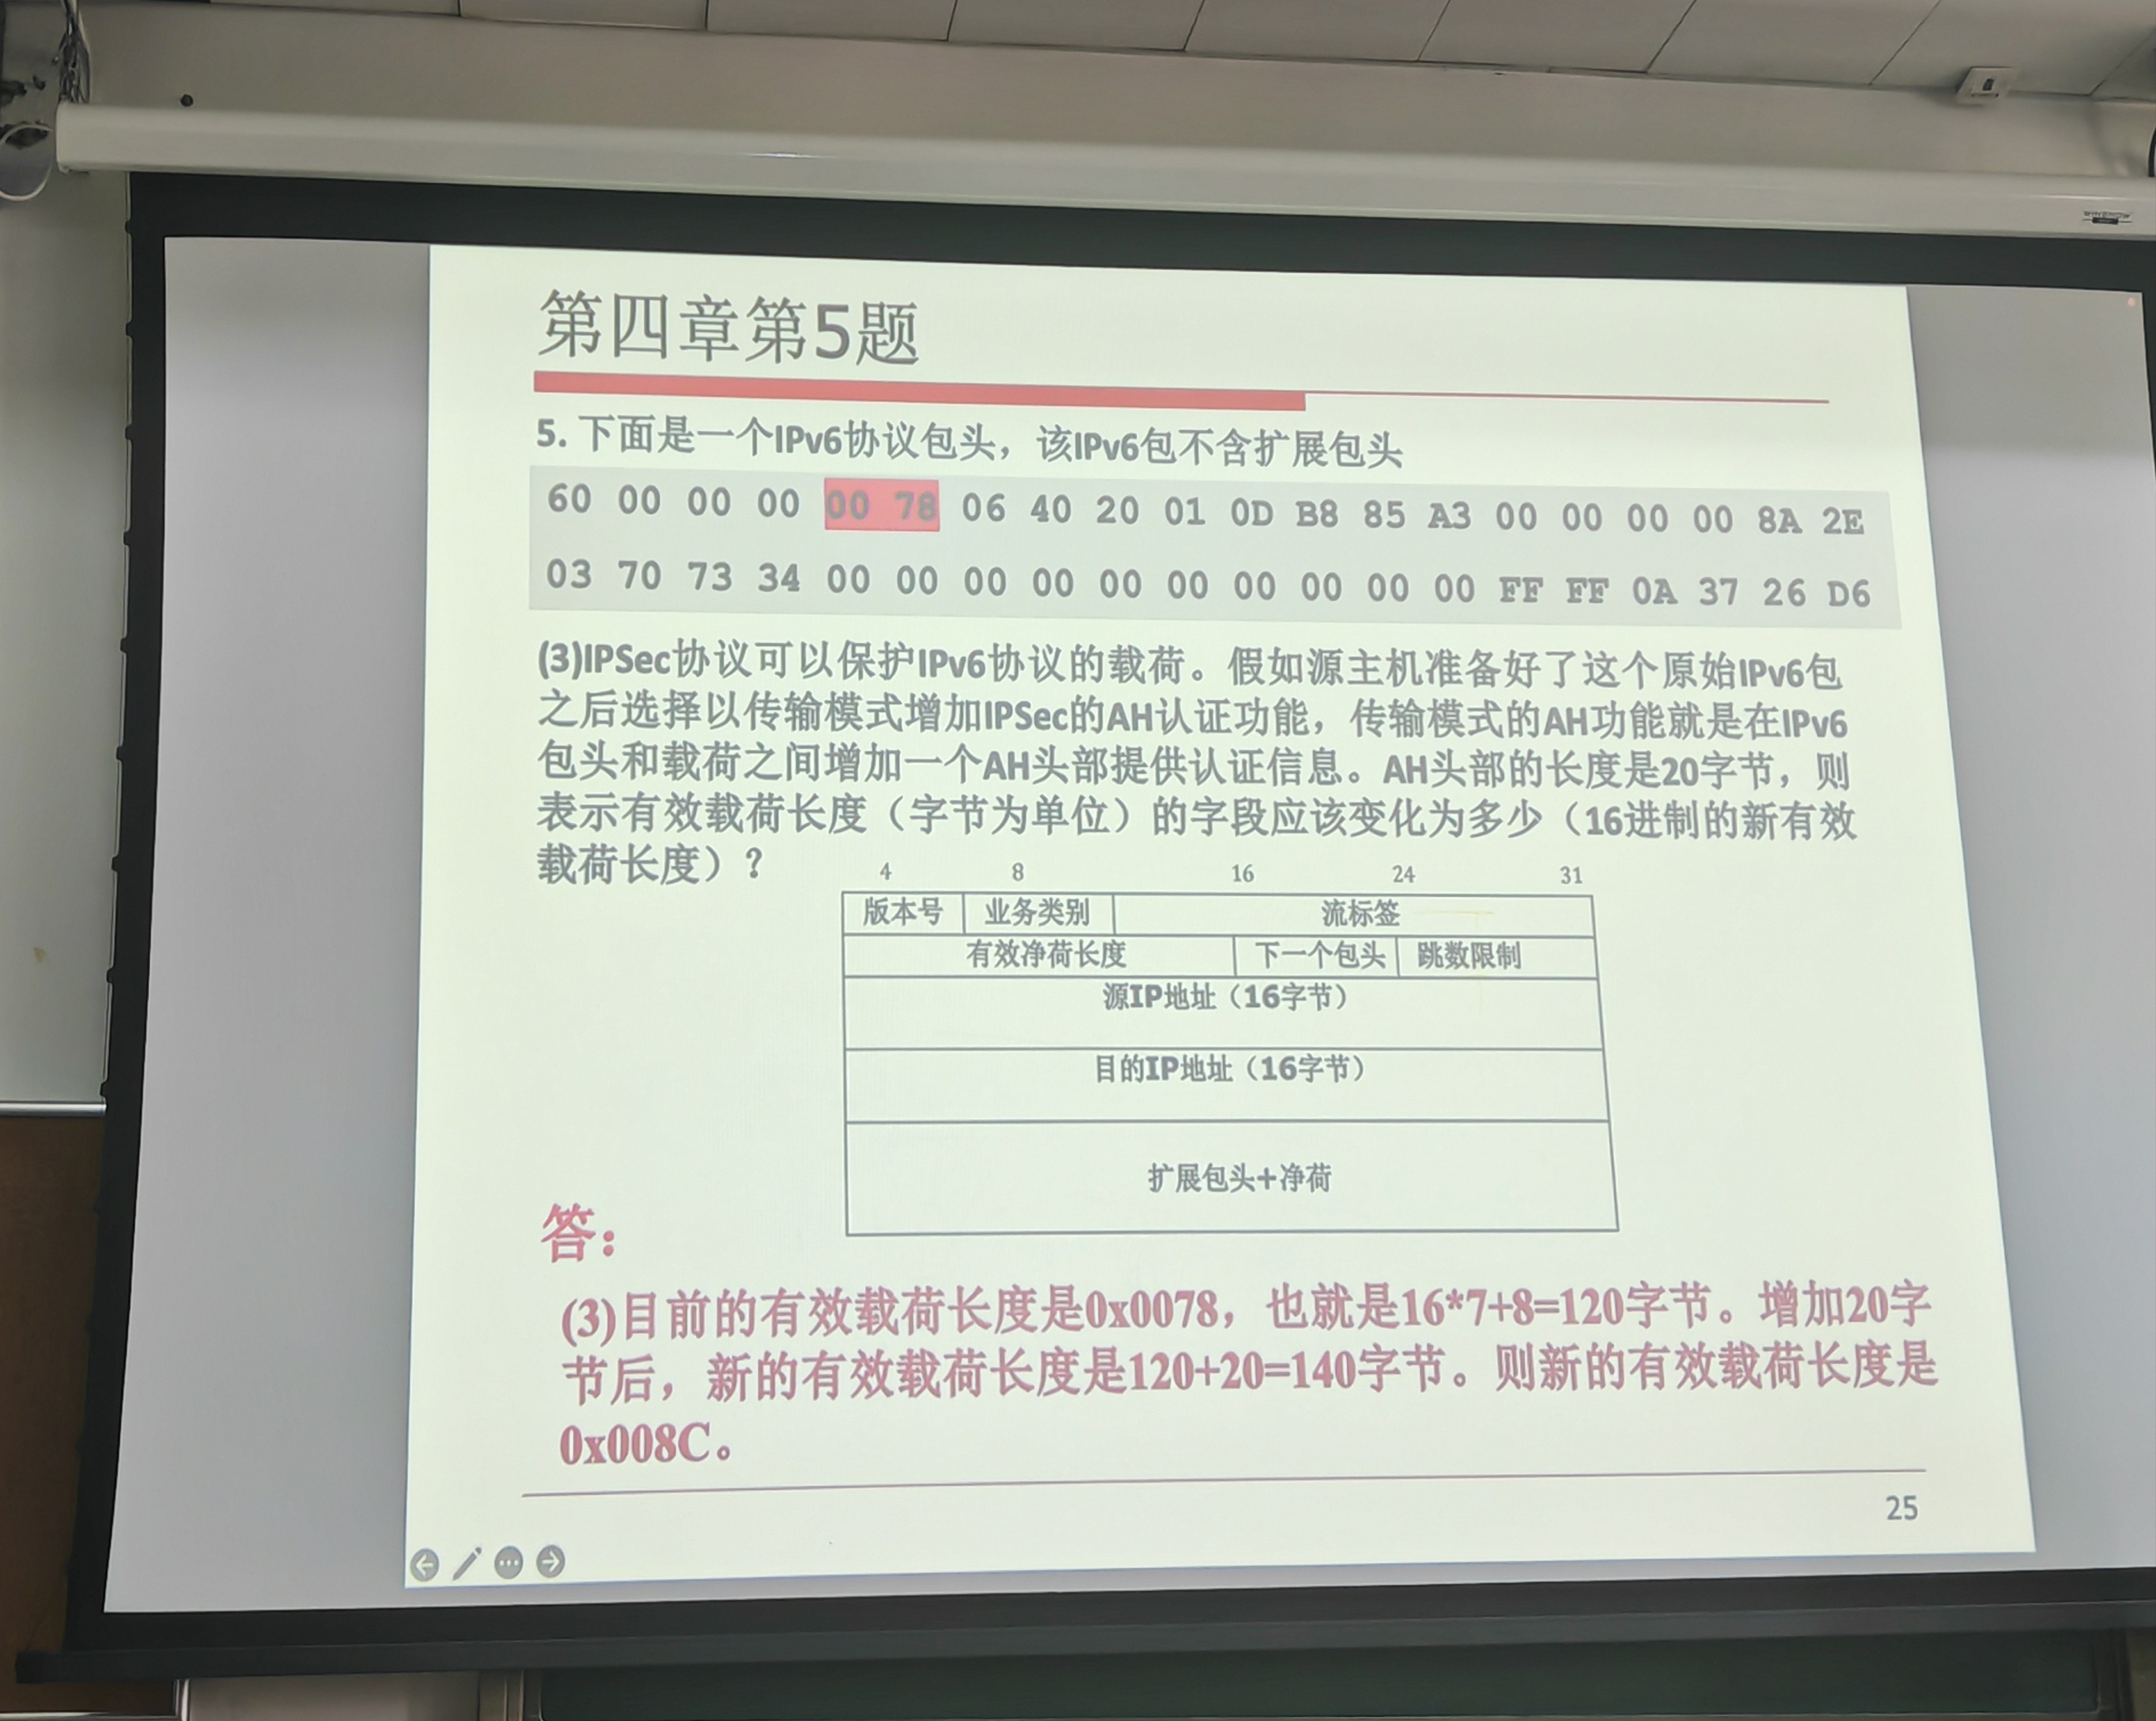 第四章第5题
5. 下面是一个IPv6协议包头，该IPv6包不含扩展包头
60 00 00 00 00 78 06 40 20 01 0D B8 85 A3 00 00 00 00 8A 2E
03 70 73 34 00 00 00 00 00 00 00 00 00 00 FF FF 0A 37 26 D6
(3)IPSec协议可以保护IPv6协议的载荷。假如源主机准备好了这个原始IPv6包
之后选择以传输模式增加IPSec的AH认证功能，传输模式的AH功能就是在IPv6
包头和载荷之间增加一个AH头部提供认证信息。AH头部的长度是20字节，则
表示有效载荷长度（字节为单位）的字段应该变化为多少（16进制的新有效
载荷长度）？
4 8 16 24 31
版本号 业务类别 流标签
有效净荷长度 下一个包头 跳数限制
源IP地址（16字节）
目的IP地址（16字节）
扩展包头+净荷
答：
(3)目前的有效载荷长度是0x0078，也就是16*7+8=120字节。增加20字
节后，新的有效载荷长度是120+20=140字节。则新的有效载荷长度是
0x008C。
25